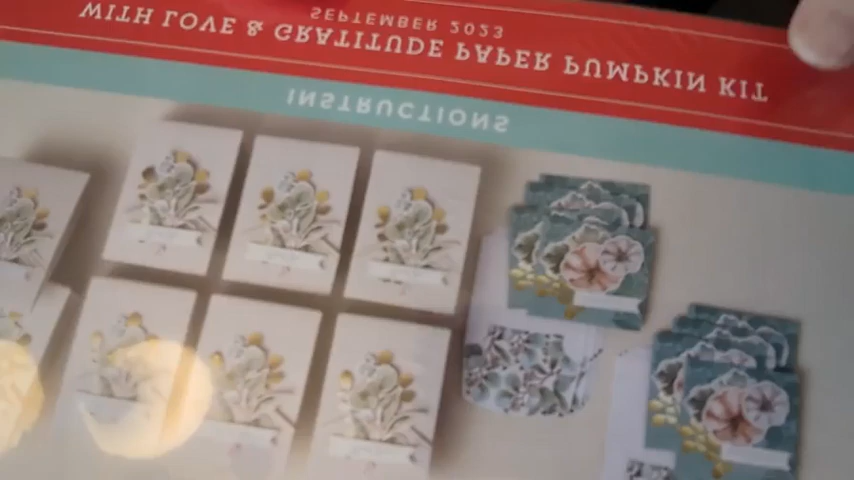 WITH LOVE & GRATITUDE PAPER PUMPKIN KIT
SEPTEMBER 2023
INSTRUCTIONS